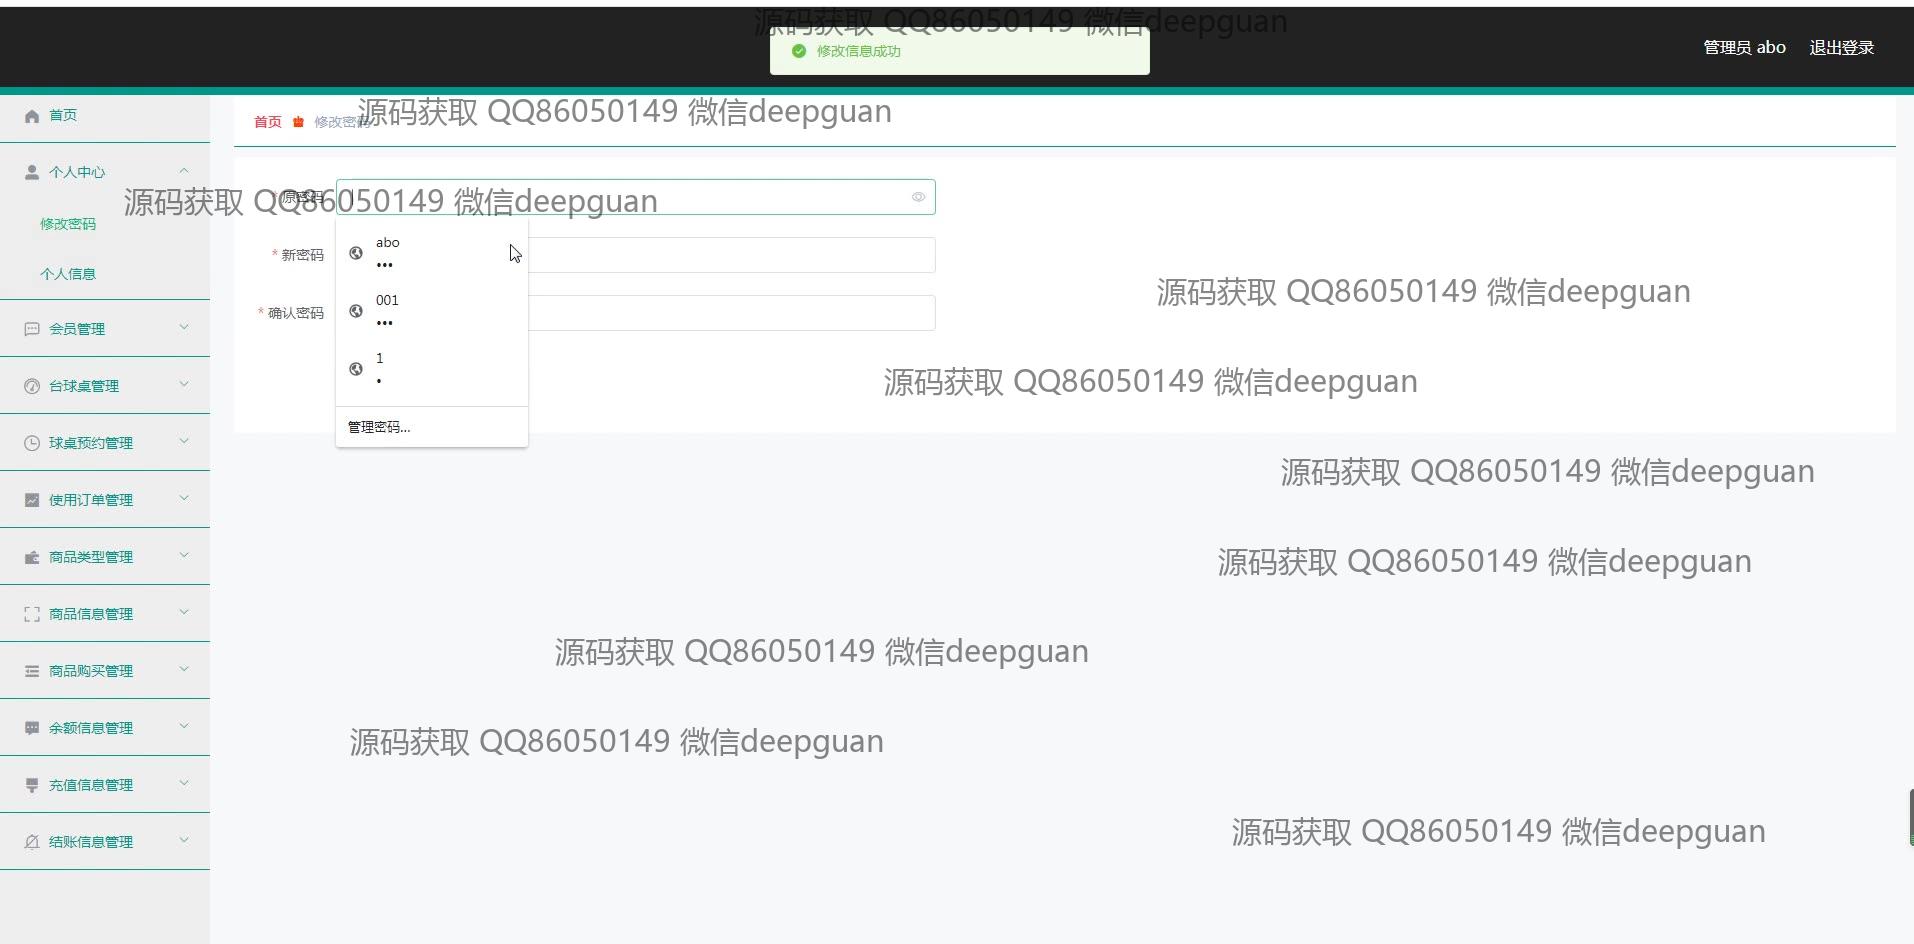 源码获取 QQ86050149 微信deepguan
修改信息成功
管理员 abo 退出登录
首页
首页 修改密码
源码获取 QQ86050149 微信deepguan
个人中心
* 原密码
源码获取 QQ86050149 微信deepguan
修改密码
abo
•••
* 新密码
个人信息
源码获取 QQ86050149 微信deepguan
001
•••
* 确认密码
会员管理
1
•
台球桌管理
源码获取 QQ86050149 微信deepguan
管理密码...
球桌预约管理
源码获取 QQ86050149 微信deepguan
使用订单管理
商品类型管理
源码获取 QQ86050149 微信deepguan
商品信息管理
源码获取 QQ86050149 微信deepguan
商品购买管理
余额信息管理
源码获取 QQ86050149 微信deepguan
充值信息管理
源码获取 QQ86050149 微信deepguan
结账信息管理